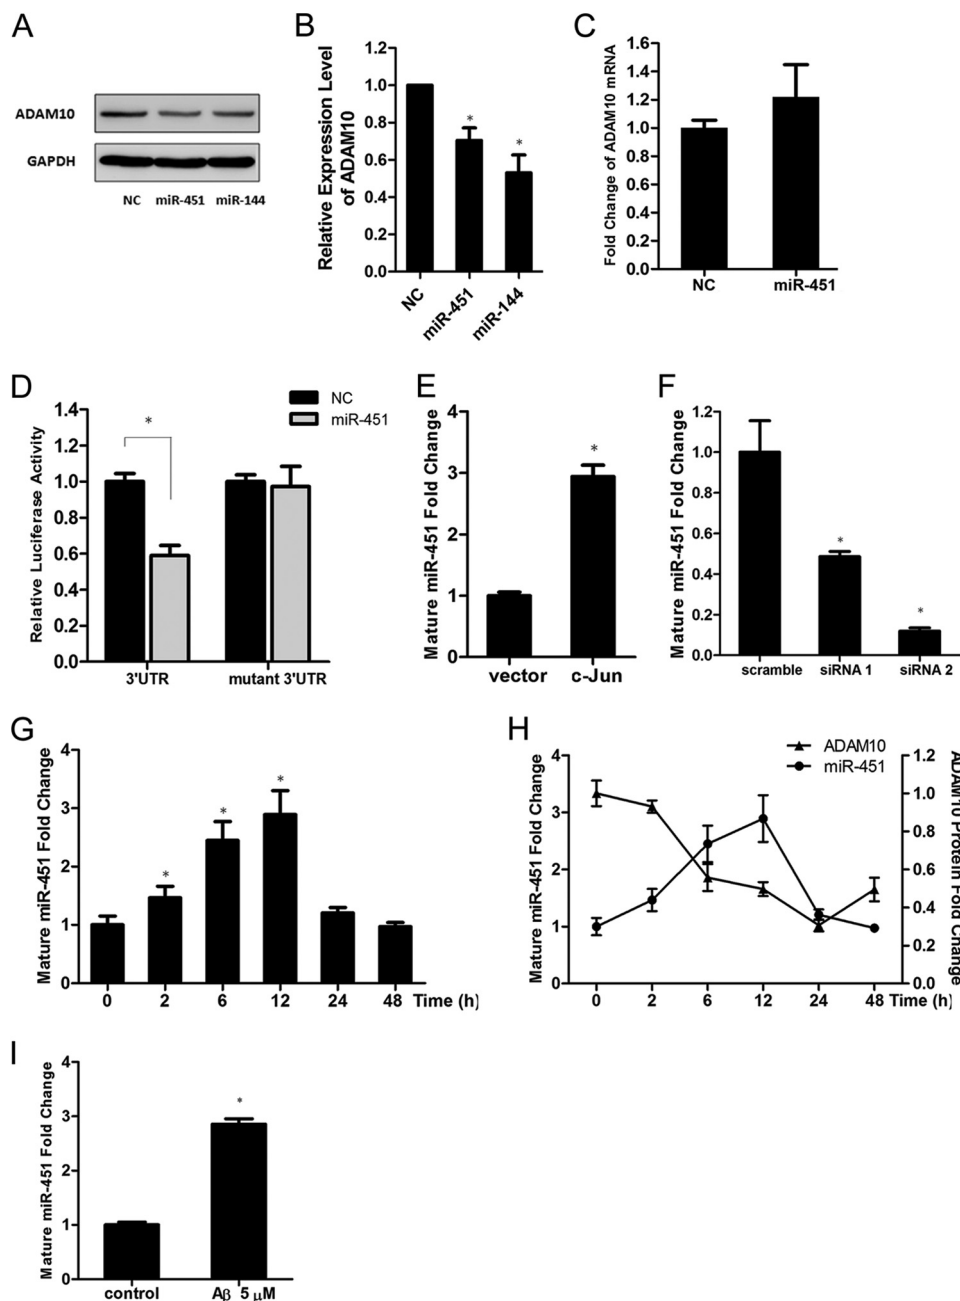 A
ADAM10
GAPDH
NC miR-451 miR-144
B
Relative Expression Level
of ADAM10
1.2
1.0
0.8
0.6
0.4
0.2
0.0
* *
NC miR-451 miR-144
C
Fold Change of ADAM10 mRNA
1.6
1.4
1.2
1.0
0.8
0.6
0.4
0.2
0.0
NC miR-451
D
NC
miR-451
Relative Luciferase Activity
1.4
1.2
1.0
0.8
0.6
0.4
0.2
0.0
*
3'UTR mutant 3'UTR
E
Mature miR-451 Fold Change
4
3
2
1
0
*
vector c-Jun
F
Mature miR-451 Fold Change
1.2
1.0
0.8
0.6
0.4
0.2
0.0
* *
scramble siRNA 1 siRNA 2
G
Mature miR-451 Fold Change
4
3
2
1
0
* * *
0 2 6 12 24 48 Time (h)
H
ADAM10
miR-451
Mature miR-451 Fold Change
4
3
2
1
0
1.2
1.0
0.8
0.6
0.4
0.2
0.0
ADAM10 Protein Fold Change
0 2 6 12 24 48 Time (h)
I
Mature miR-451 Fold Change
4
3
2
1
0
*
control Aβ 5 μM